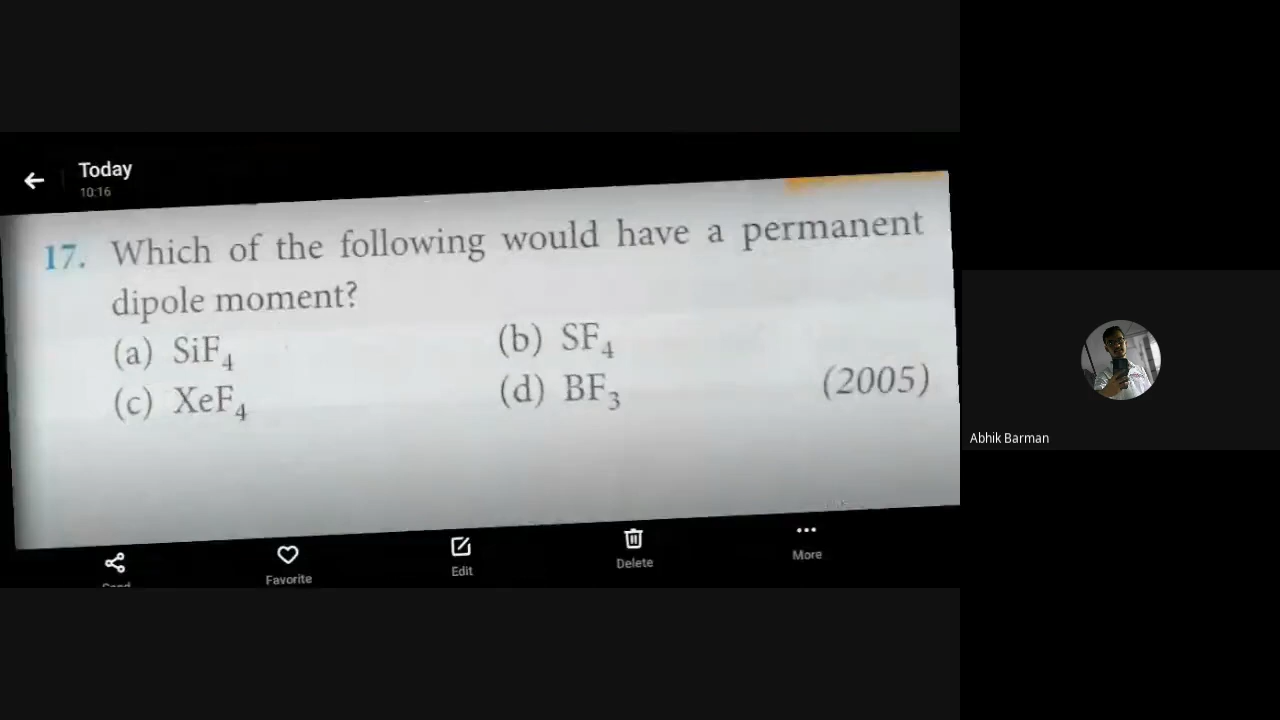 Today
10:16
17. Which of the following would have a permanent
dipole moment?
(a) SiF₄ (b) SF₄
(c) XeF₄ (d) BF₃ (2005)
Favorite
Edit
Delete
More
Abhik Barman